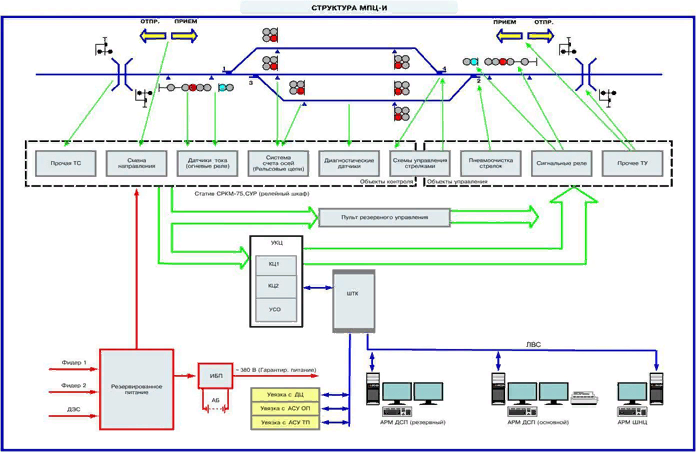 СТРУКТУРА МПЦ-И
ОТПР. ПРИЕМ
ПРИЕМ ОТПР.
1
3
4
2
Прочая ТС
Смена направления
Датчики тока (огневые реле)
Система счета осей (Рельсовые цепи)
Диагностические датчики
Схемы управления стрелками
Пневмоочистка стрелок
Сигнальные реле
Прочее ТУ
Объекты контроля
Объекты управления
Статив СРКМ-75,СУР (релейный шкаф)
Пульт резервного управления
УКЦ
КЦ1
КЦ2
УСО
ШТК
ЛВС
Фидер 1
Фидер 2
ДЭС
Резервированное питание
ИБП
АБ
~380 В (Гарантир. питание)
Увязка с ДЦ
Увязка с АСУ ОП
Увязка с АСУ ТП
АРМ ДСП (резервный)
АРМ ДСП (основной)
АРМ ШНЦ